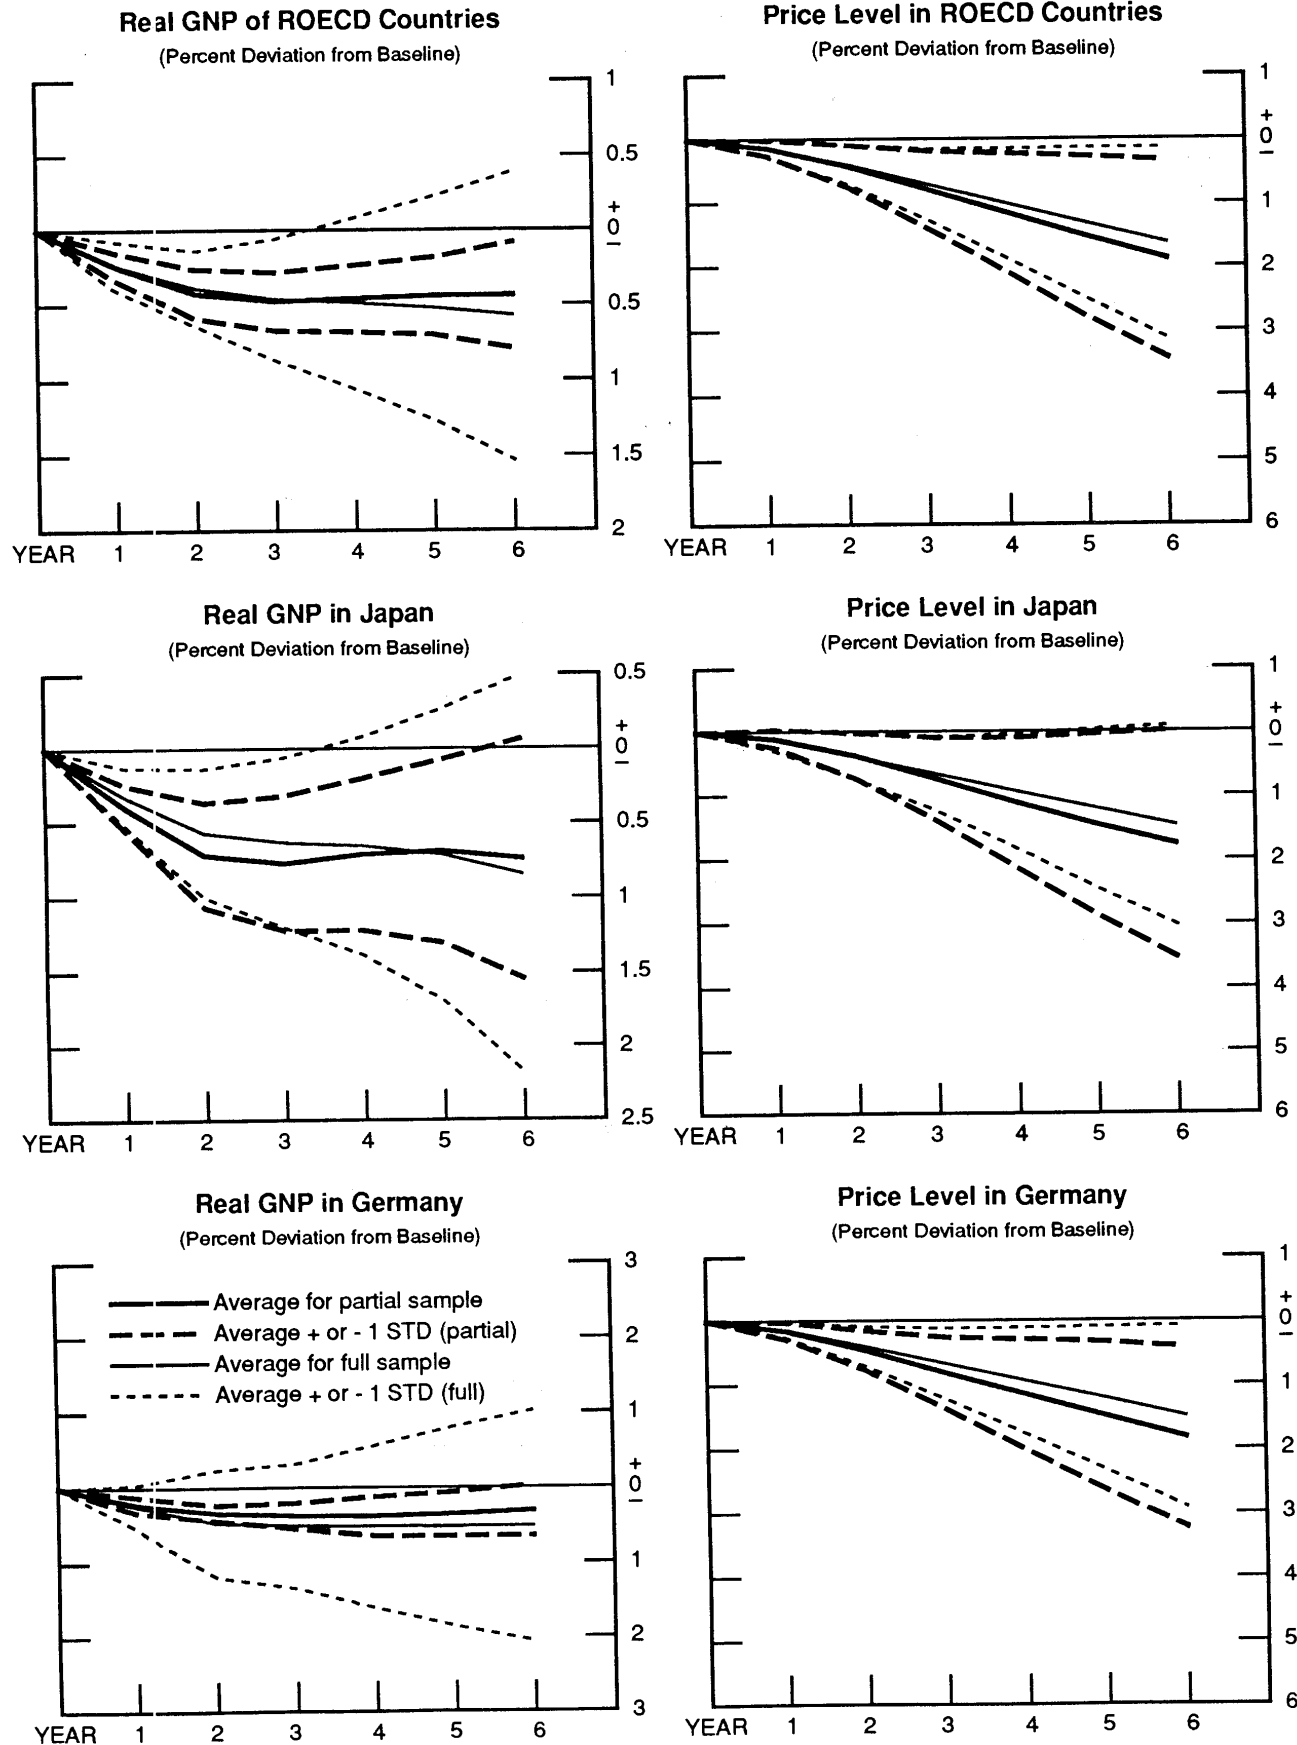 Real GNP of ROECD Countries
(Percent Deviation from Baseline)
1
0.5
+
0
–
0.5
1
1.5
2
YEAR 1 2 3 4 5 6
Price Level in ROECD Countries
(Percent Deviation from Baseline)
1
+
0
–
1
2
3
4
5
6
YEAR 1 2 3 4 5 6
Real GNP in Japan
(Percent Deviation from Baseline)
0.5
+
0
–
0.5
1
1.5
2
2.5
YEAR 1 2 3 4 5 6
Price Level in Japan
(Percent Deviation from Baseline)
1
+
0
–
1
2
3
4
5
6
YEAR 1 2 3 4 5 6
Real GNP in Germany
(Percent Deviation from Baseline)
Average for partial sample
Average + or - 1 STD (partial)
Average for full sample
Average + or - 1 STD (full)
3
2
1
+
0
–
1
2
3
YEAR 1 2 3 4 5 6
Price Level in Germany
(Percent Deviation from Baseline)
1
+
0
–
1
2
3
4
5
6
YEAR 1 2 3 4 5 6